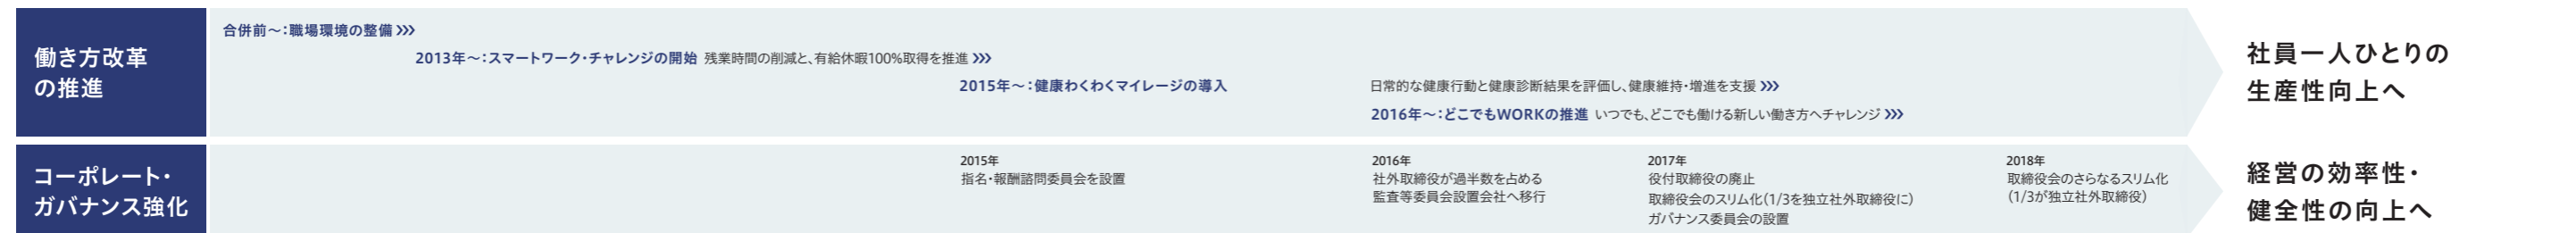 働き方改革
の推進
合併前～：職場環境の整備 >>>
2013年～：スマートワーク・チャレンジの開始 残業時間の削減と、有給休暇100%取得を推進 >>>
2015年～：健康わくわくマイレージの導入 日常的な健康行動と健康診断結果を評価し、健康維持・増進を支援 >>>
2016年～：どこでもWORKの推進 いつでも、どこでも働ける新しい働き方へチャレンジ >>>
社員一人ひとりの
生産性向上へ
コーポレート・
ガバナンス強化
2015年
指名・報酬諮問委員会を設置
2016年
社外取締役が過半数を占める
監査等委員会設置会社へ移行
2017年
役付取締役の廃止
取締役会のスリム化（1/3を独立社外取締役に）
ガバナンス委員会の設置
2018年
取締役会のさらなるスリム化
（1/3が独立社外取締役）
経営の効率性・
健全性の向上へ